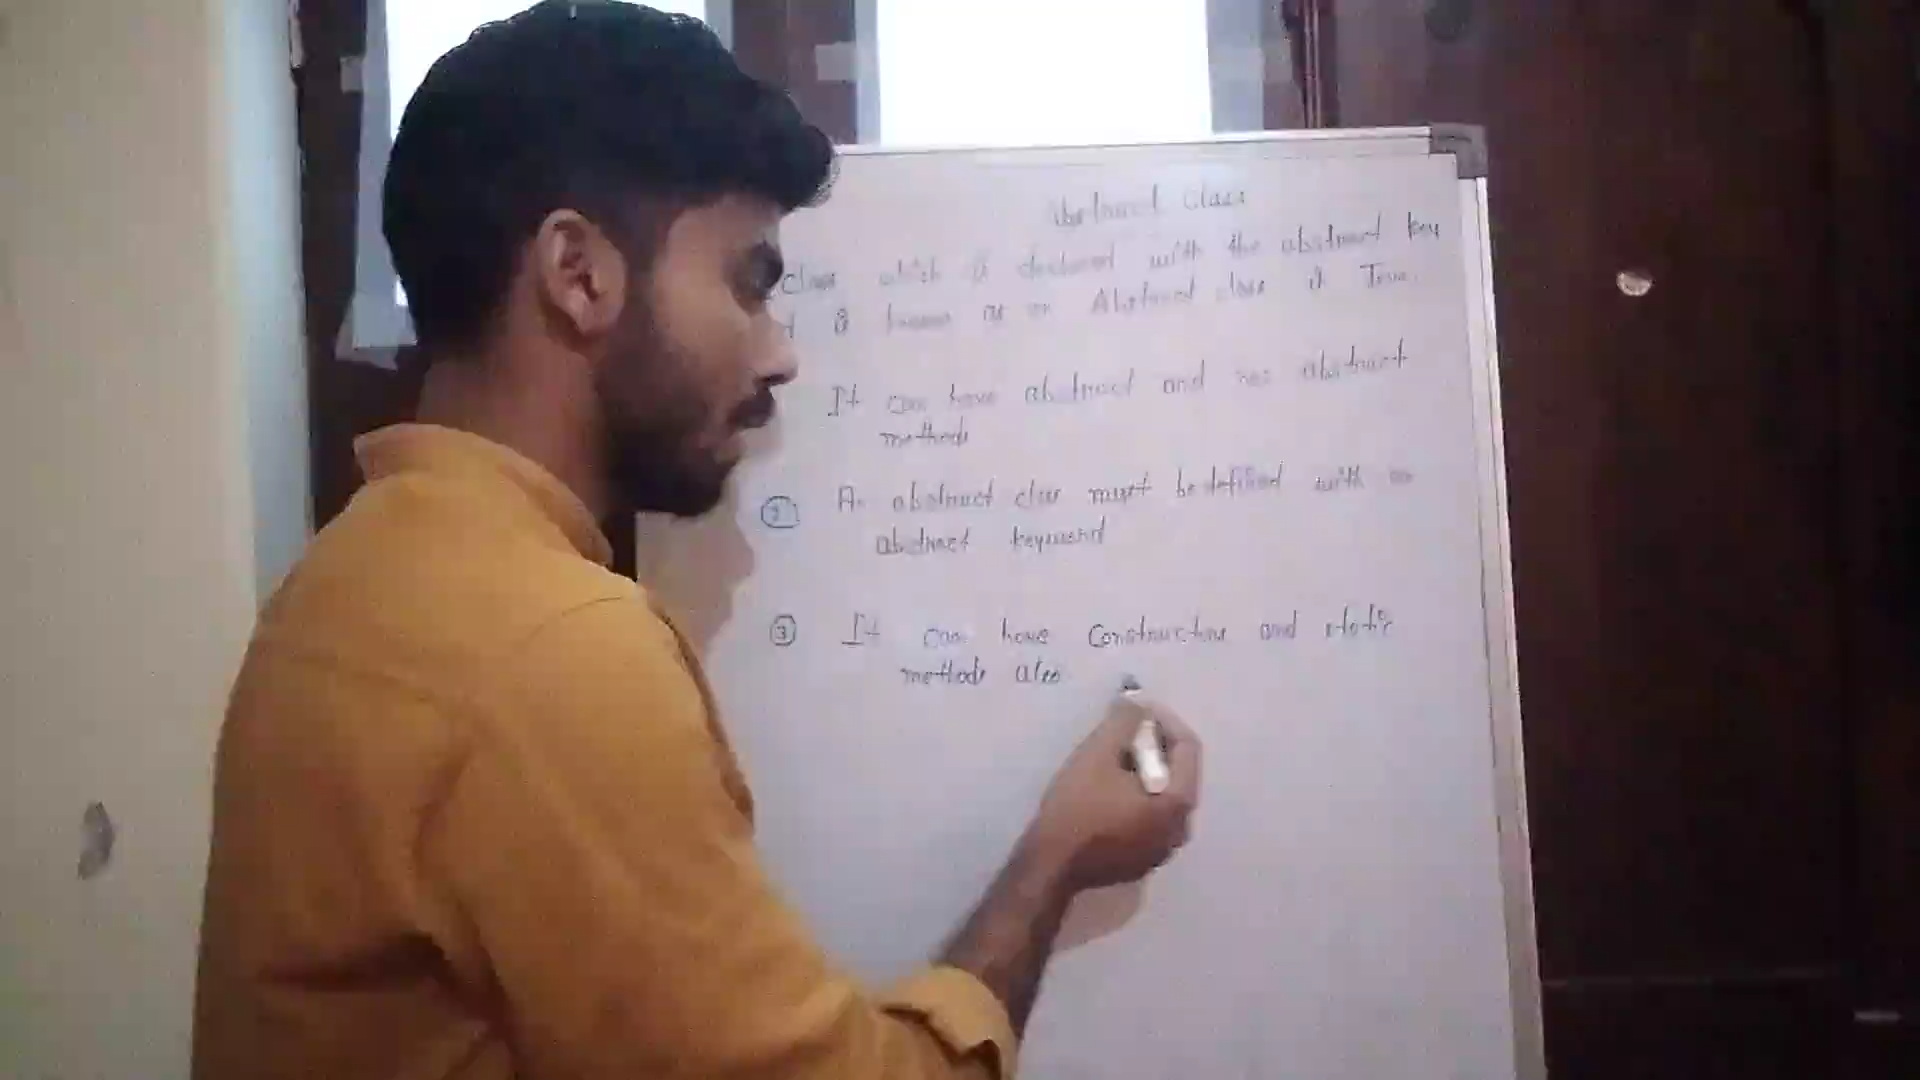 Abstract Class
Class which is declared with the abstract key
is known as an Abstract class in Java.
It can have abstract and non abstract
methods
2 An abstract class must be defined with an
abstract keyword
3 It can have Constructor and static
methods also